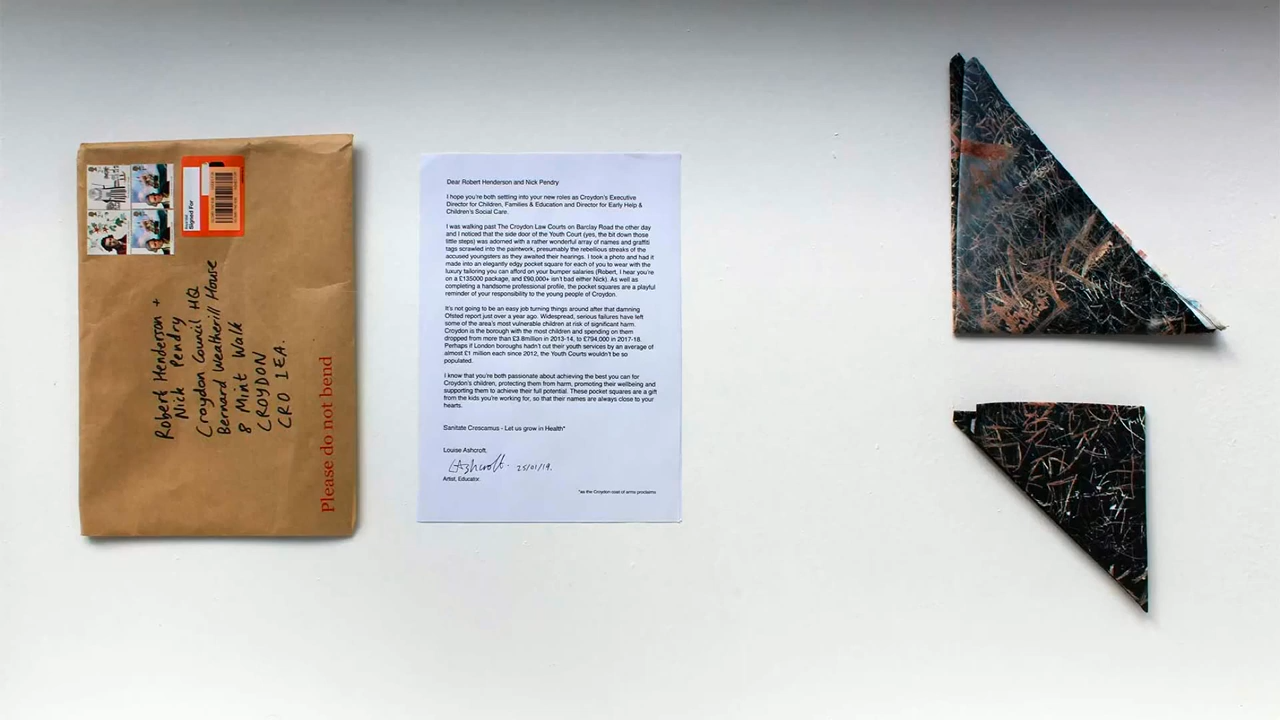 Signed For
Robert Henderson +
Nick Pendry
Croydon Council HQ
Bernard Weatherill House
8 Mint Walk
CROYDON
CRO 1EA.
Please do not bend
Dear Robert Henderson and Nick Pendry
I hope you're both settling into your new roles as Croydon's Executive
Director for Children, Families & Education and Director for Early Help &
Children's Social Care.
I was walking past The Croydon Law Courts on Barclay Road the other day
and I noticed that the side door of the Youth Court (yes, the bit down those
little steps) was adorned with a rather wonderful array of names and graffiti
tags scrawled into the paintwork, presumably the rebellious streaks of the
accused youngsters as they awaited their hearings. I took a photo and had it
made into an elegantly edgy pocket square for each of you to wear with the
luxury tailoring you can afford on your bumper salaries (Robert, I hear you're
on a £135000 package, and £90,000+ isn't bad either Nick). As well as
completing a handsome professional profile, the pocket squares are a playful
reminder of your responsibility to the young people of Croydon.
It's not going to be an easy job turning things around after that damning
Ofsted report just over a year ago. Widespread, serious failures have left
some of the area's most vulnerable children at risk of significant harm.
Croydon is the borough with the most children and spending on them
dropped from more than £3.8million in 2013-14, to £794,000 in 2017-18.
Perhaps if London boroughs hadn't cut their youth services by an average of
almost £1 million each since 2012, the Youth Courts wouldn't be so
populated.
I know that you're both passionate about achieving the best you can for
Croydon's children, protecting them from harm, promoting their wellbeing and
supporting them to achieve their full potential. These pocket squares are a gift
from the kids you're working for, so that their names are always close to your
hearts.
Sanitate Crescamus - Let us grow in Health*
Louise Ashcroft,
LAshcroft. 25/01/19.
Artist, Educator.
*as the Croydon coat of arms proclaims